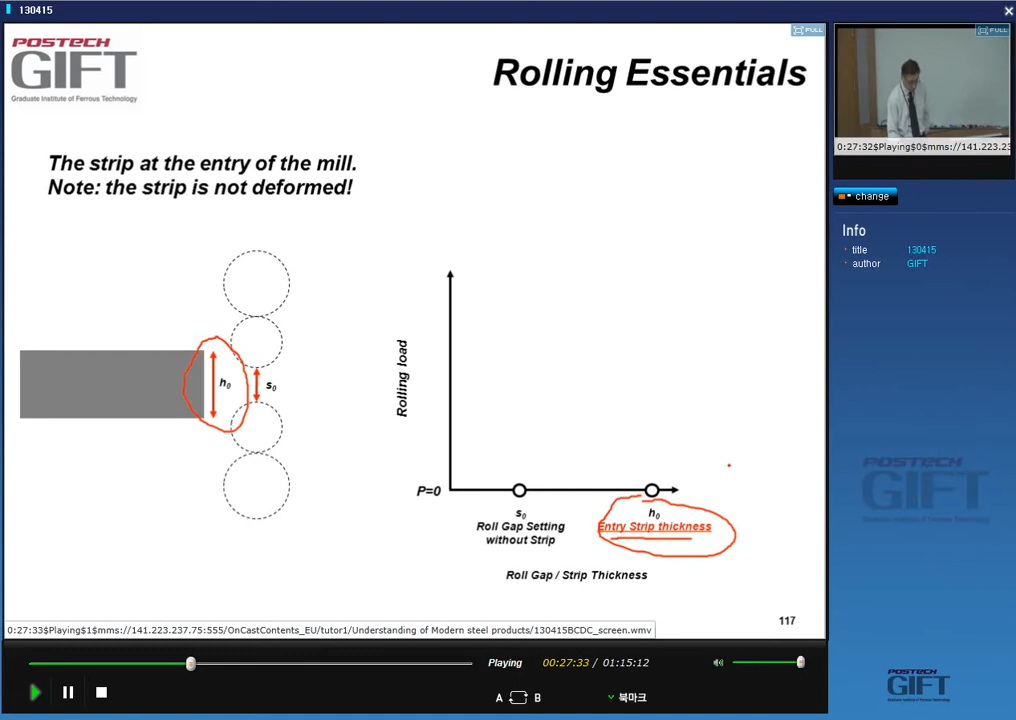 130415
POSTECH
GIFT
Graduate Institute of Ferrous Technology
FULL
Rolling Essentials
The strip at the entry of the mill.
Note: the strip is not deformed!
h₀
s₀
Rolling load
P=0
s₀
Roll Gap Setting
without Strip
h₀
Entry Strip thickness
Roll Gap / Strip Thickness
117
0:27:33$Playing$1$mms://141.223.237.75:555/OnCastContents_EU/tutor1/Understanding of Modern steel products/130415BCDC_screen.wmv
Playing
00:27:33 / 01:15:12
A B
북마크
FULL
0:27:32$Playing$0$mms://141.223.23
change
Info
title 130415
author GIFT
POSTECH
GIFT
POSTECH
GIFT